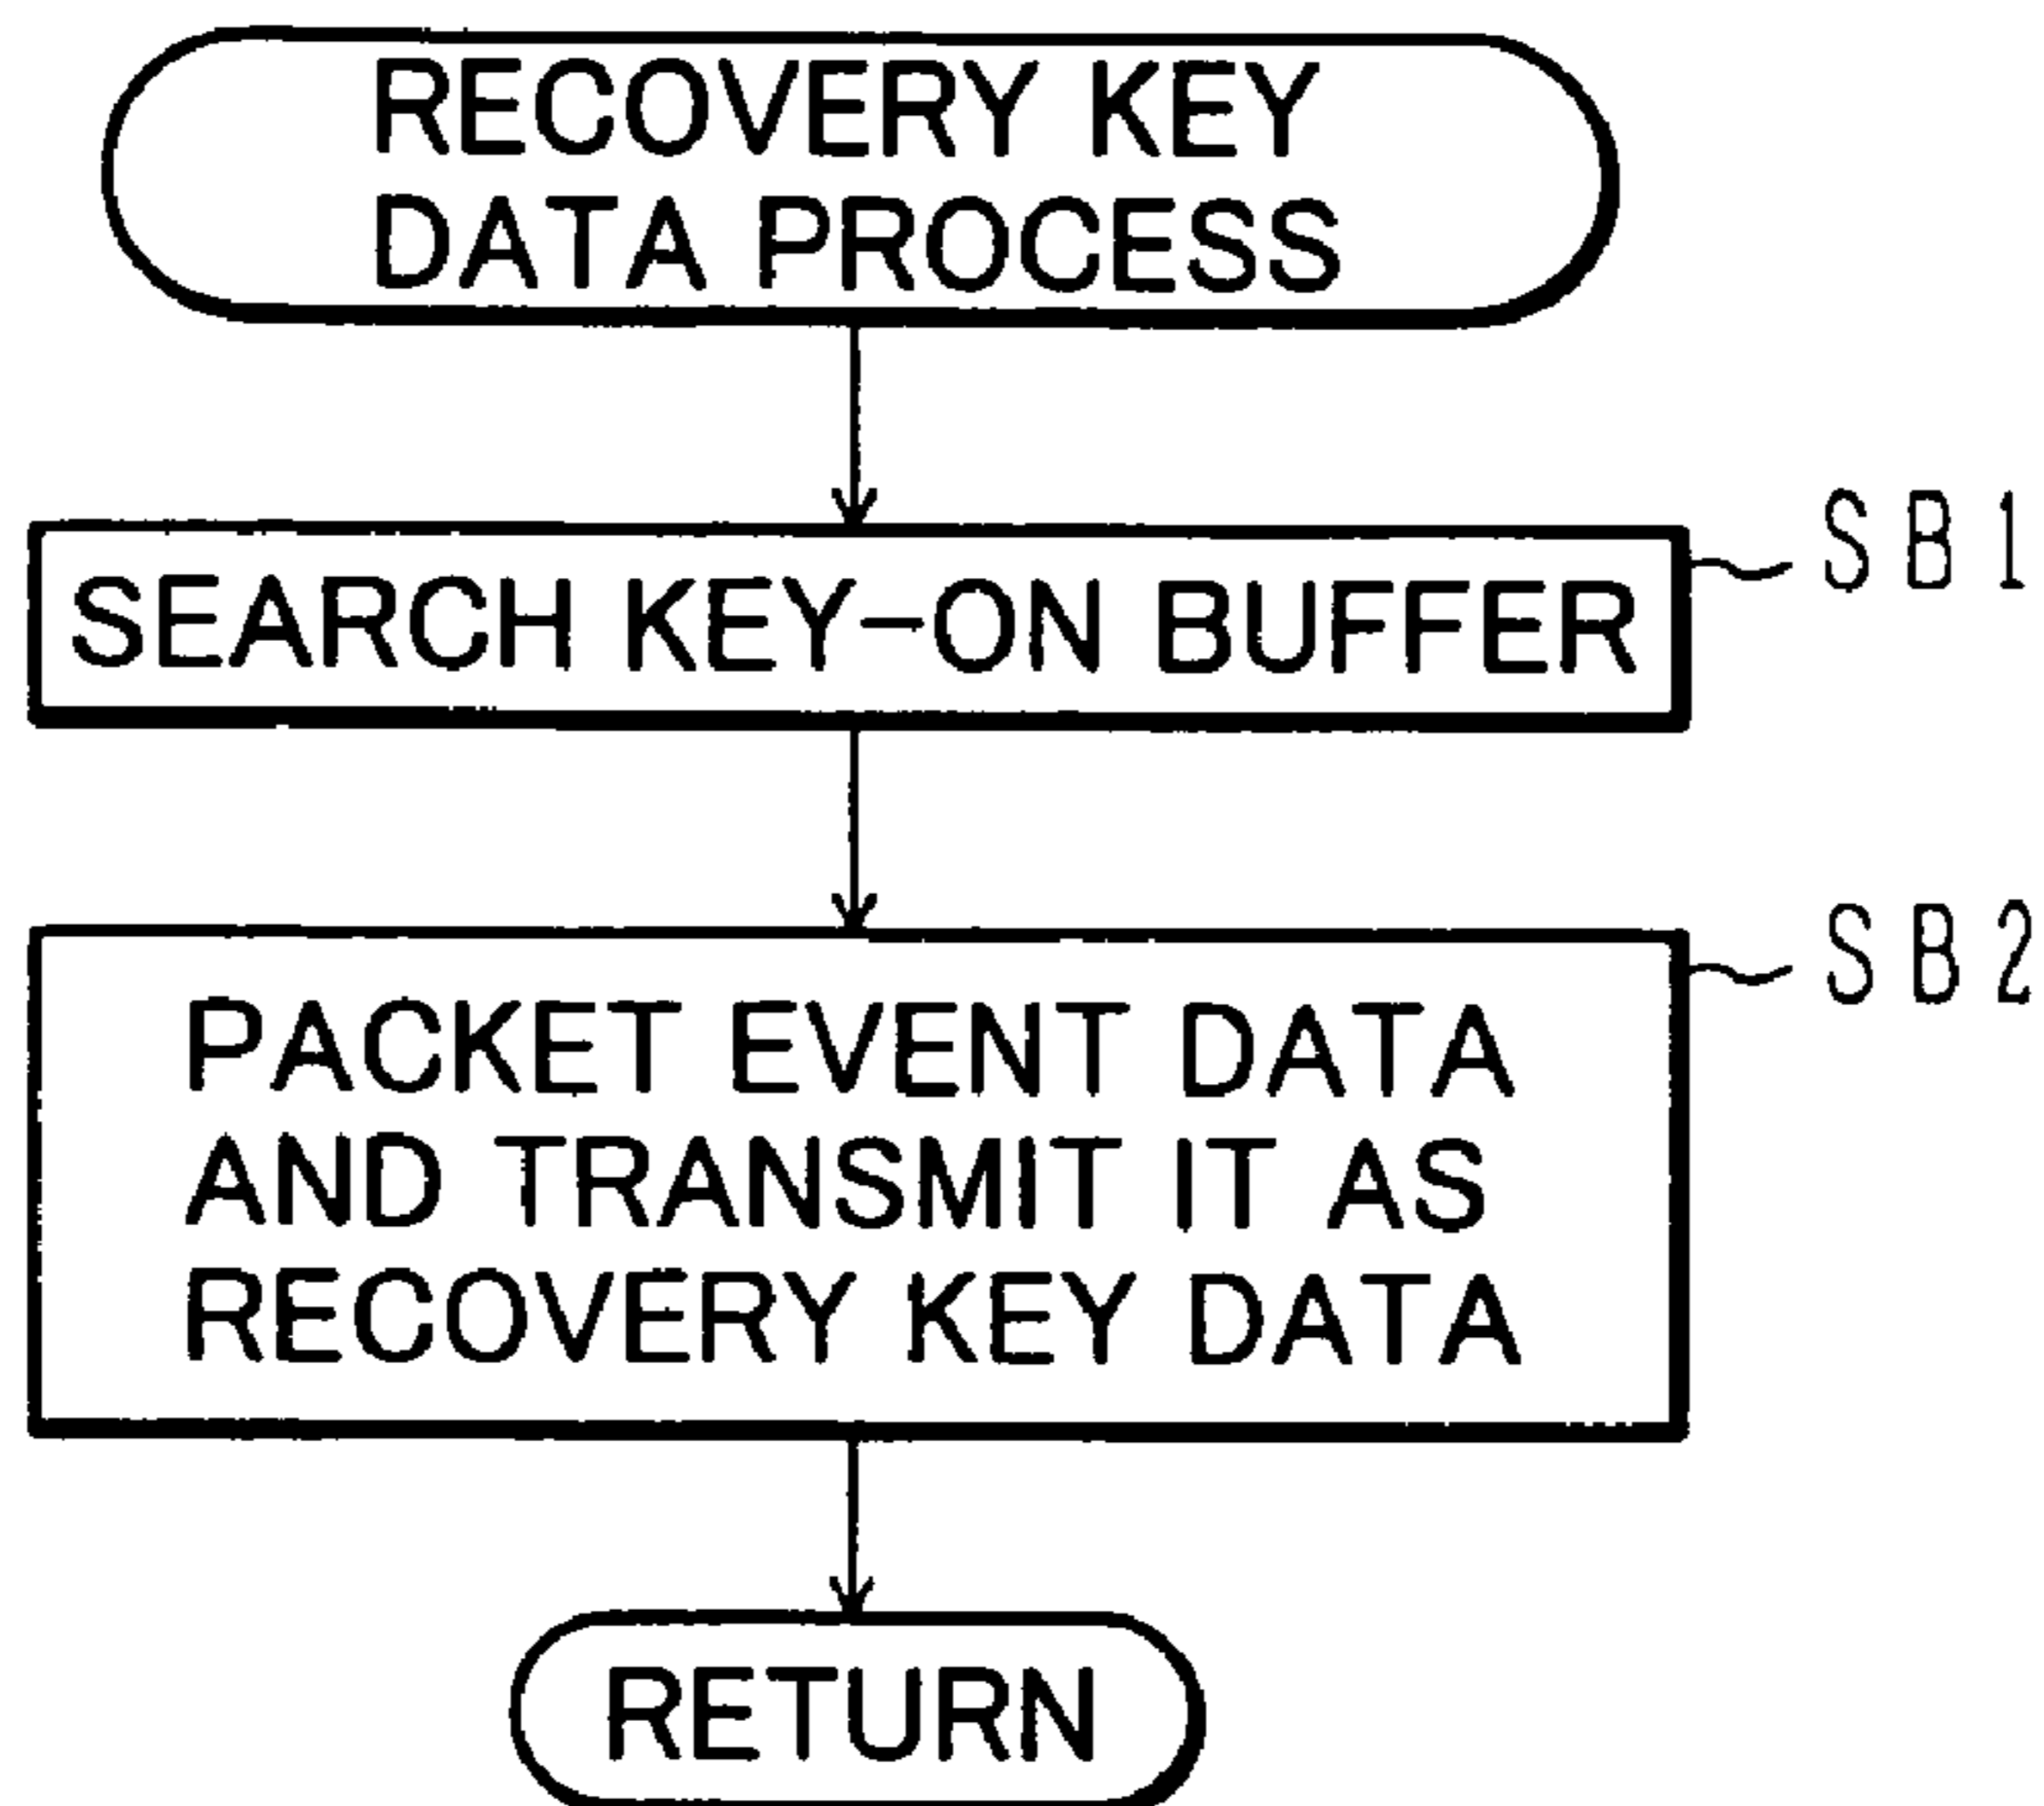 RECOVERY KEY
DATA PROCESS
SEARCH KEY-ON BUFFER
SB1
PACKET EVENT DATA
AND TRANSMIT IT AS
RECOVERY KEY DATA
SB2
RETURN